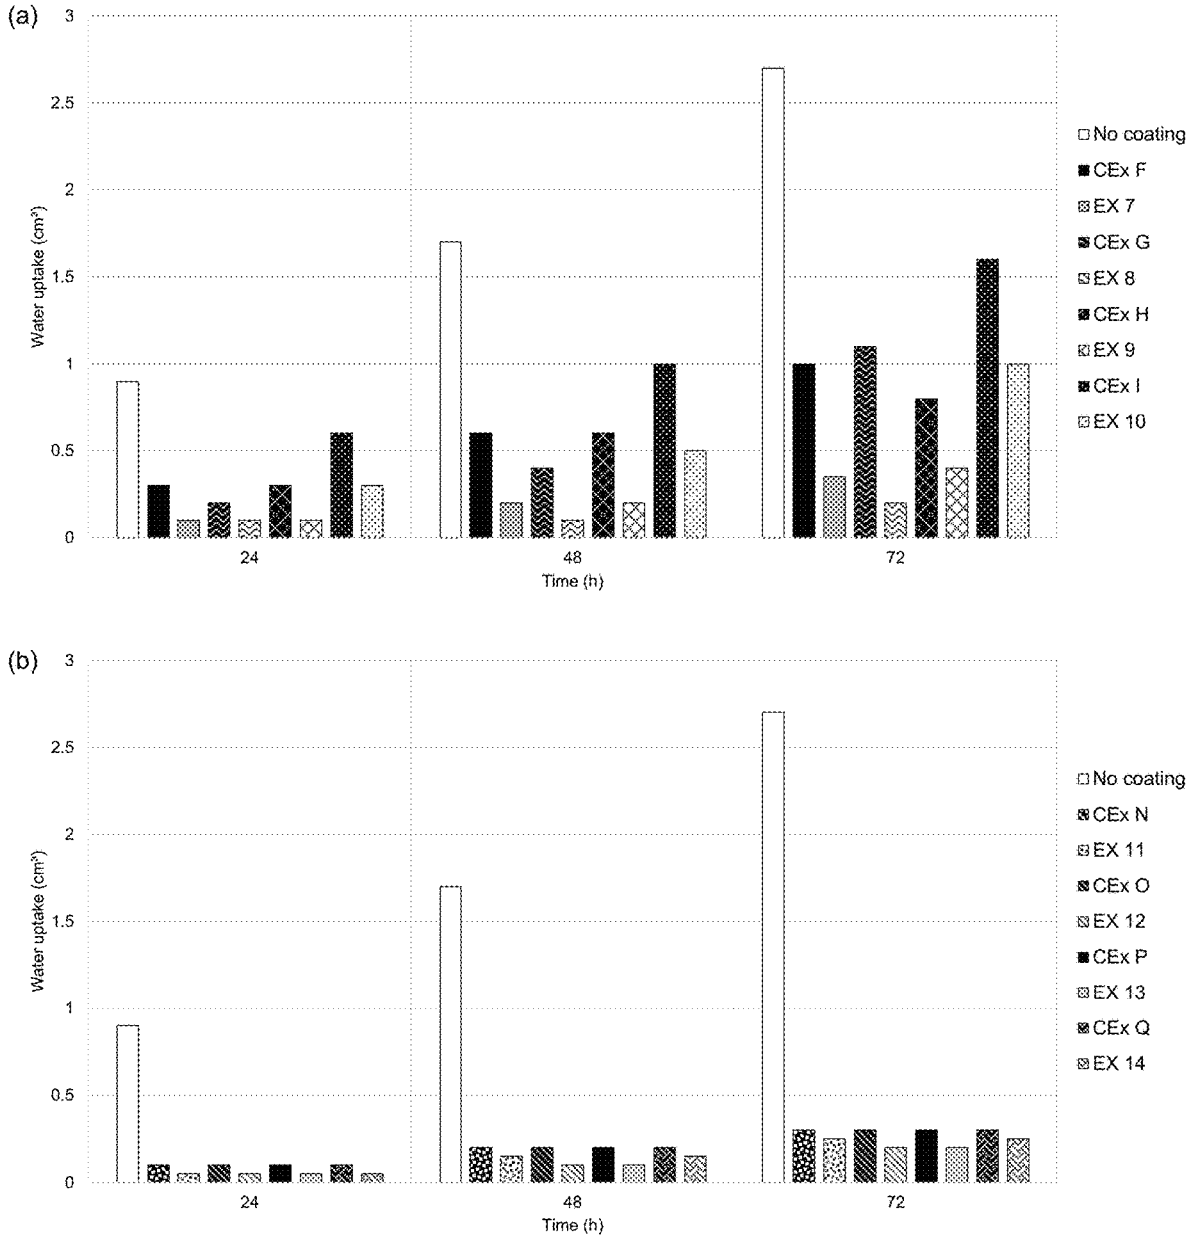 (a)
3
2.5
2
1.5
1
0.5
0
Water uptake (cm³)
24
48
72
Time (h)
No coating
CEx F
EX 7
CEx G
EX 8
CEx H
EX 9
CEx I
EX 10
(b)
3
2.5
2
1.5
1
0.5
0
Water uptake (cm³)
24
48
72
Time (h)
No coating
CEx N
EX 11
CEx O
EX 12
CEx P
EX 13
CEx Q
EX 14